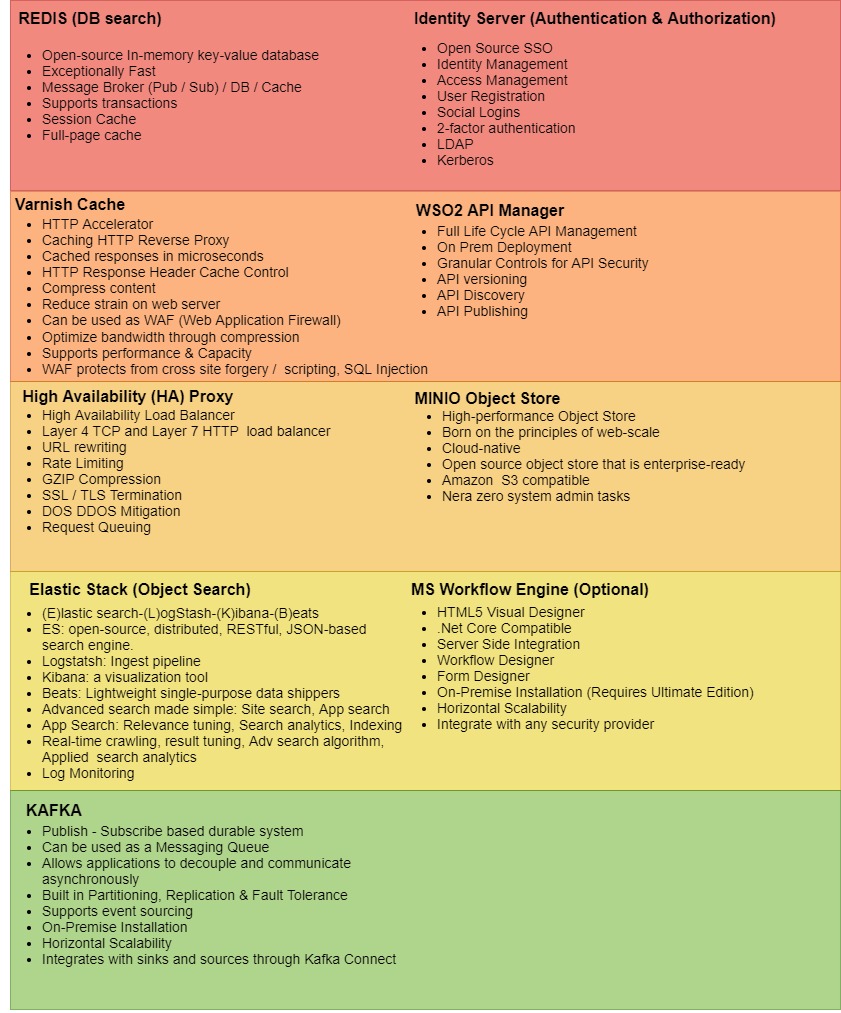 REDIS (DB search)
Open-source In-memory key-value database
Exceptionally Fast
Message Broker (Pub / Sub) / DB / Cache
Supports transactions
Session Cache
Full-page cache
Identity Server (Authentication & Authorization)
Open Source SSO
Identity Management
Access Management
User Registration
Social Logins
2-factor authentication
LDAP
Kerberos
Varnish Cache
HTTP Accelerator
Caching HTTP Reverse Proxy
Cached responses in microseconds
HTTP Response Header Cache Control
Compress content
Reduce strain on web server
Can be used as WAF (Web Application Firewall)
Optimize bandwidth through compression
Supports performance & Capacity
WAF protects from cross site forgery /  scripting, SQL Injection
WSO2 API Manager
Full Life Cycle API Management
On Prem Deployment
Granular Controls for API Security
API versioning
API Discovery
API Publishing
High Availability (HA) Proxy
High Availability Load Balancer
Layer 4 TCP and Layer 7 HTTP  load balancer
URL rewriting
Rate Limiting
GZIP Compression
SSL / TLS Termination
DOS DDOS Mitigation
Request Queuing
MINIO Object Store
High-performance Object Store
Born on the principles of web-scale
Cloud-native
Open source object store that is enterprise-ready
Amazon  S3 compatible
Nera zero system admin tasks
Elastic Stack (Object Search)
(E)lastic search-(L)ogStash-(K)ibana-(B)eats
ES: open-source, distributed, RESTful, JSON-based
search engine.
Logstatsh: Ingest pipeline
Kibana: a visualization tool
Beats: Lightweight single-purpose data shippers
Advanced search made simple: Site search, App search
App Search: Relevance tuning, Search analytics, Indexing
Real-time crawling, result tuning, Adv search algorithm,
Applied  search analytics
Log Monitoring
MS Workflow Engine (Optional)
HTML5 Visual Designer
.Net Core Compatible
Server Side Integration
Workflow Designer
Form Designer
On-Premise Installation (Requires Ultimate Edition)
Horizontal Scalability
Integrate with any security provider
KAFKA
Publish - Subscribe based durable system
Can be used as a Messaging Queue
Allows applications to decouple and communicate
asynchronously
Built in Partitioning, Replication & Fault Tolerance
Supports event sourcing
On-Premise Installation
Horizontal Scalability
Integrates with sinks and sources through Kafka Connect